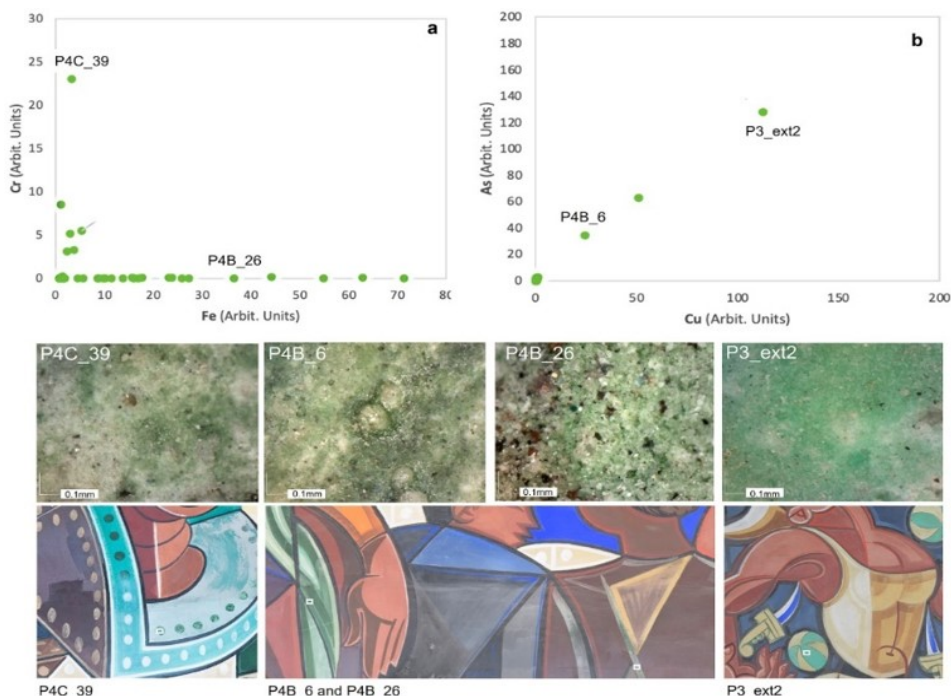 a
30
25
20
15
10
5
0
Cr (Arbit. Units)
P4C_39
P4B_26
0 10 20 30 40 50 60 70 80
Fe (Arbit. Units)
b
200
180
160
140
120
100
80
60
40
20
0
As (Arbit. Units)
P3_ext2
P4B_6
0 50 100 150 200
Cu (Arbit. Units)
P4C_39 P4B_6 P4B_26 P3_ext2
0.1mm 0.1mm 0.1mm 0.1mm
P4C_39 P4B_6 and P4B_26 P3_ext2